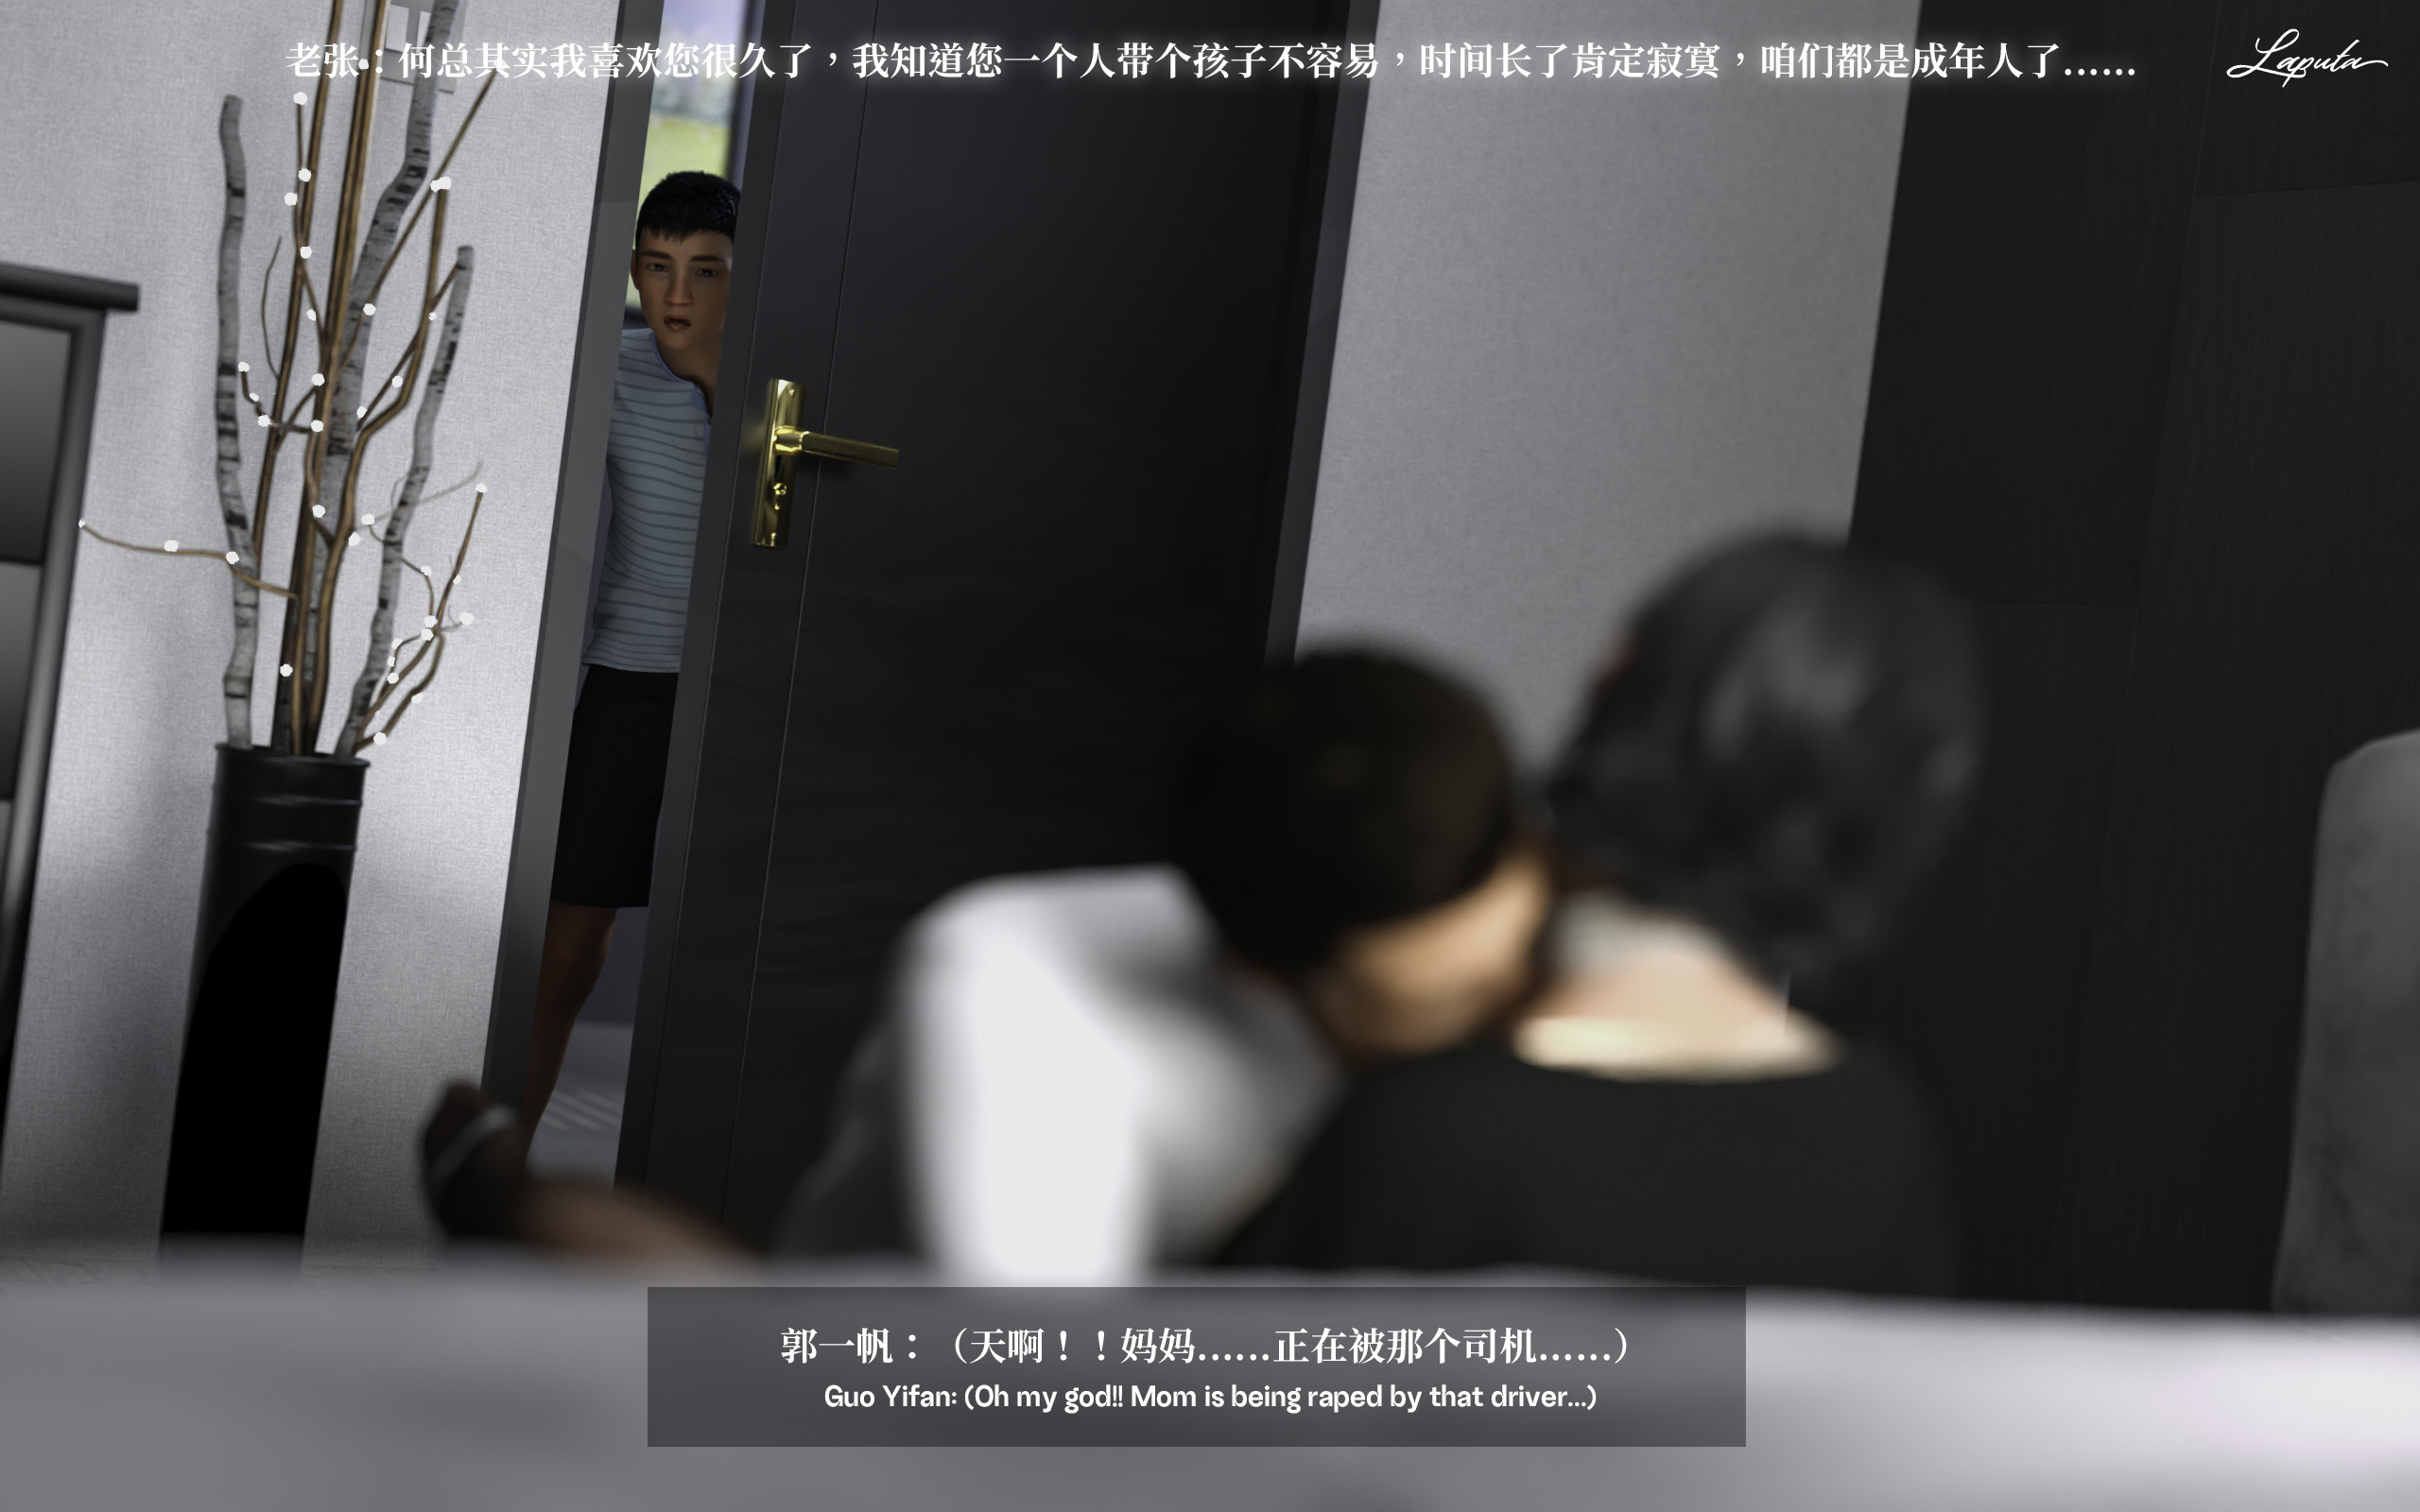 老张：何总其实我喜欢您很久了，我知道您一个人带个孩子不容易，时间长了肯定寂寞，咱们都是成年人了……
Laputa
郭一帆：（天啊！！妈妈……正在被那个司机……）
Guo Yifan: (Oh my god!! Mom is being raped by that driver...)